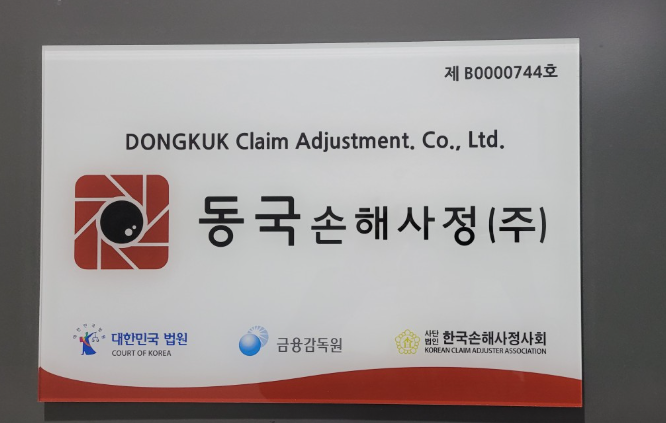 제 B0000744호
DONGKUK Claim Adjustment. Co., Ltd.
동국손해사정(주)
대한민국 법원
COURT OF KOREA
금융감독원
사단법인 한국손해사정사회
KOREAN CLAIM ADJUSTER ASSOCIATION